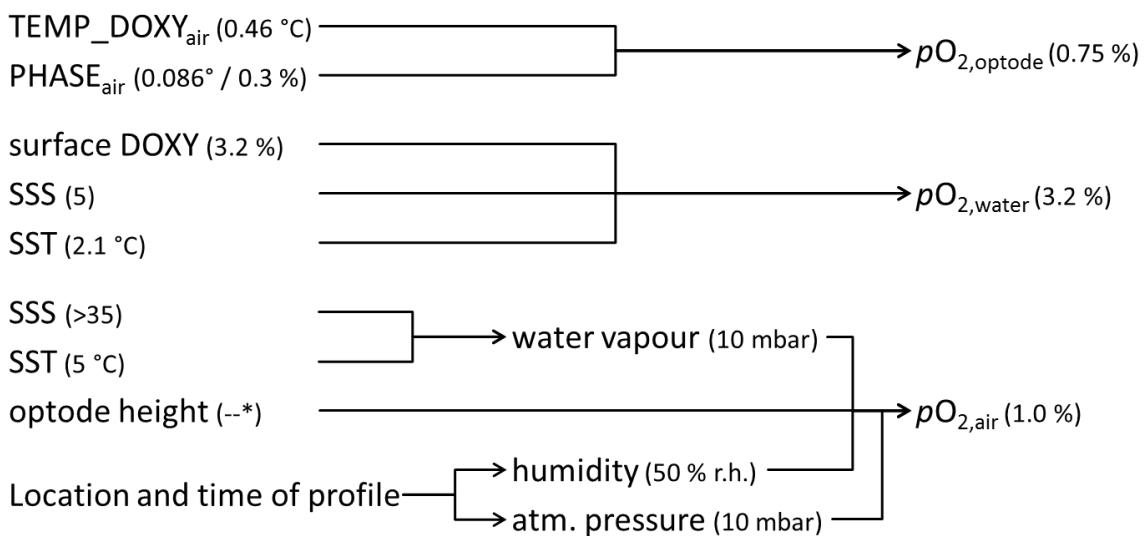 TEMP_DOXYair (0.46 °C)
PHASEair (0.086° / 0.3 %)
pO2,optode (0.75 %)
surface DOXY (3.2 %)
SSS (5)
SST (2.1 °C)
pO2,water (3.2 %)
SSS (>35)
SST (5 °C)
water vapour (10 mbar)
optode height (--*)
pO2,air (1.0 %)
Location and time of profile
humidity (50 % r.h.)
atm. pressure (10 mbar)